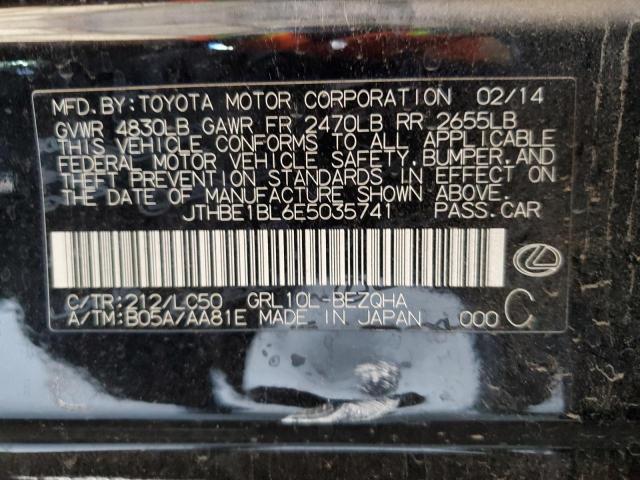 MFD.BY:TOYOTA MOTOR CORPORATION 02/14
GVWR 4830LB GAWR FR 2470LB RR 2655LB
THIS VEHICLE CONFORMS TO ALL APPLICABLE
FEDERAL MOTOR VEHICLE SAFETY,BUMPER,AND
THEFT PREVENTION STANDARDS IN EFFECT ON
THE DATE OF MANUFACTURE SHOWN ABOVE.
JTHBE1BL6E5035741 PASS.CAR
C/TR:212/LC50 GRL10L-BEZQHA
A/TM:B05A/AA81E MADE IN JAPAN 000 C